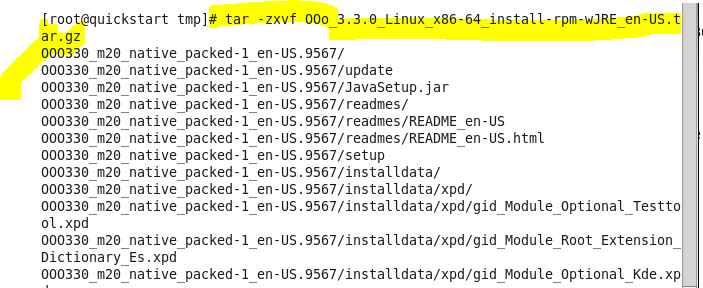 [root@quickstart tmp]# tar -zxvf OOo_3.3.0_Linux_x86-64_install-rpm-wJRE_en-US.t
ar.gz
OOO330_m20_native_packed-1_en-US.9567/
OOO330_m20_native_packed-1_en-US.9567/update
OOO330_m20_native_packed-1_en-US.9567/JavaSetup.jar
OOO330_m20_native_packed-1_en-US.9567/readmes/
OOO330_m20_native_packed-1_en-US.9567/readmes/README_en-US
OOO330_m20_native_packed-1_en-US.9567/readmes/README_en-US.html
OOO330_m20_native_packed-1_en-US.9567/setup
OOO330_m20_native_packed-1_en-US.9567/installdata/
OOO330_m20_native_packed-1_en-US.9567/installdata/xpd/
OOO330_m20_native_packed-1_en-US.9567/installdata/xpd/gid_Module_Optional_Testto
ol.xpd
OOO330_m20_native_packed-1_en-US.9567/installdata/xpd/gid_Module_Root_Extension_
Dictionary_Es.xpd
OOO330_m20_native_packed-1_en-US.9567/installdata/xpd/gid_Module_Optional_Kde.xp